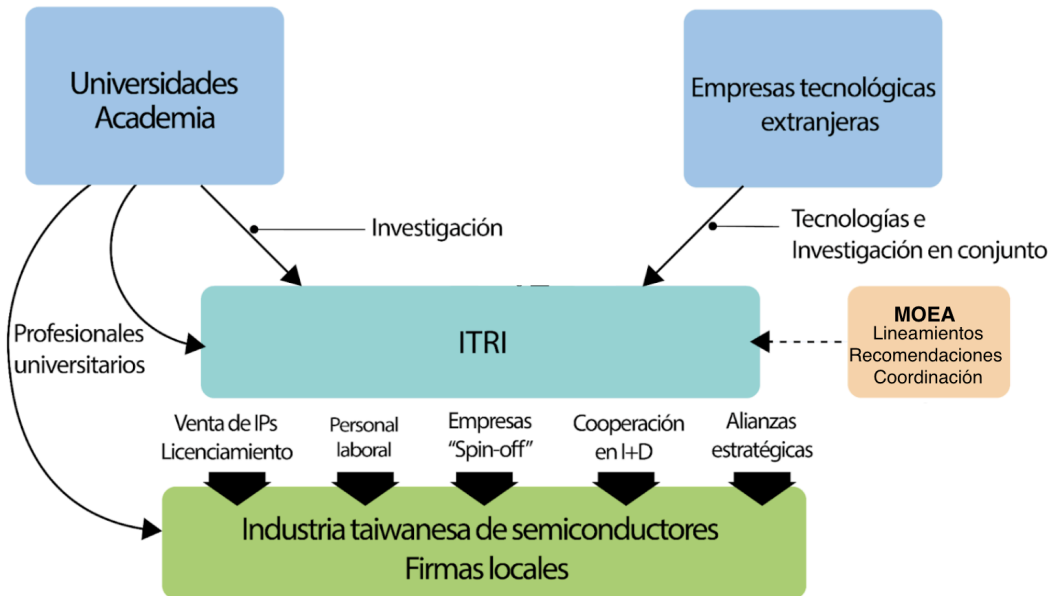 Universidades
Academia
Empresas tecnológicas
extranjeras
Investigación
Tecnologías e
Investigación en conjunto
Profesionales
universitarios
ITRI
MOEA
Lineamientos
Recomendaciones
Coordinación
Venta de IPs
Licenciamiento
Personal
laboral
Empresas
“Spin-off”
Cooperación
en I+D
Alianzas
estratégicas
Industria taiwanesa de semiconductores
Firmas locales